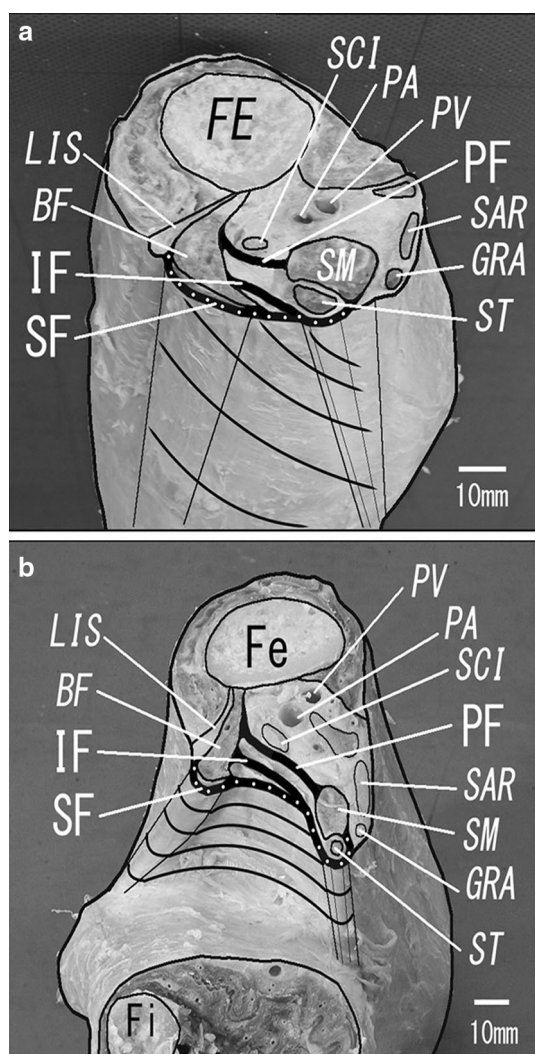 a
SCI
PA
PV
FE
PF
LIS
BF
SAR
IF
SM
GRA
SF
ST
10mm
b
PV
PA
LIS
Fe
SCI
BF
PF
IF
SAR
SF
SM
GRA
ST
Fi
10mm